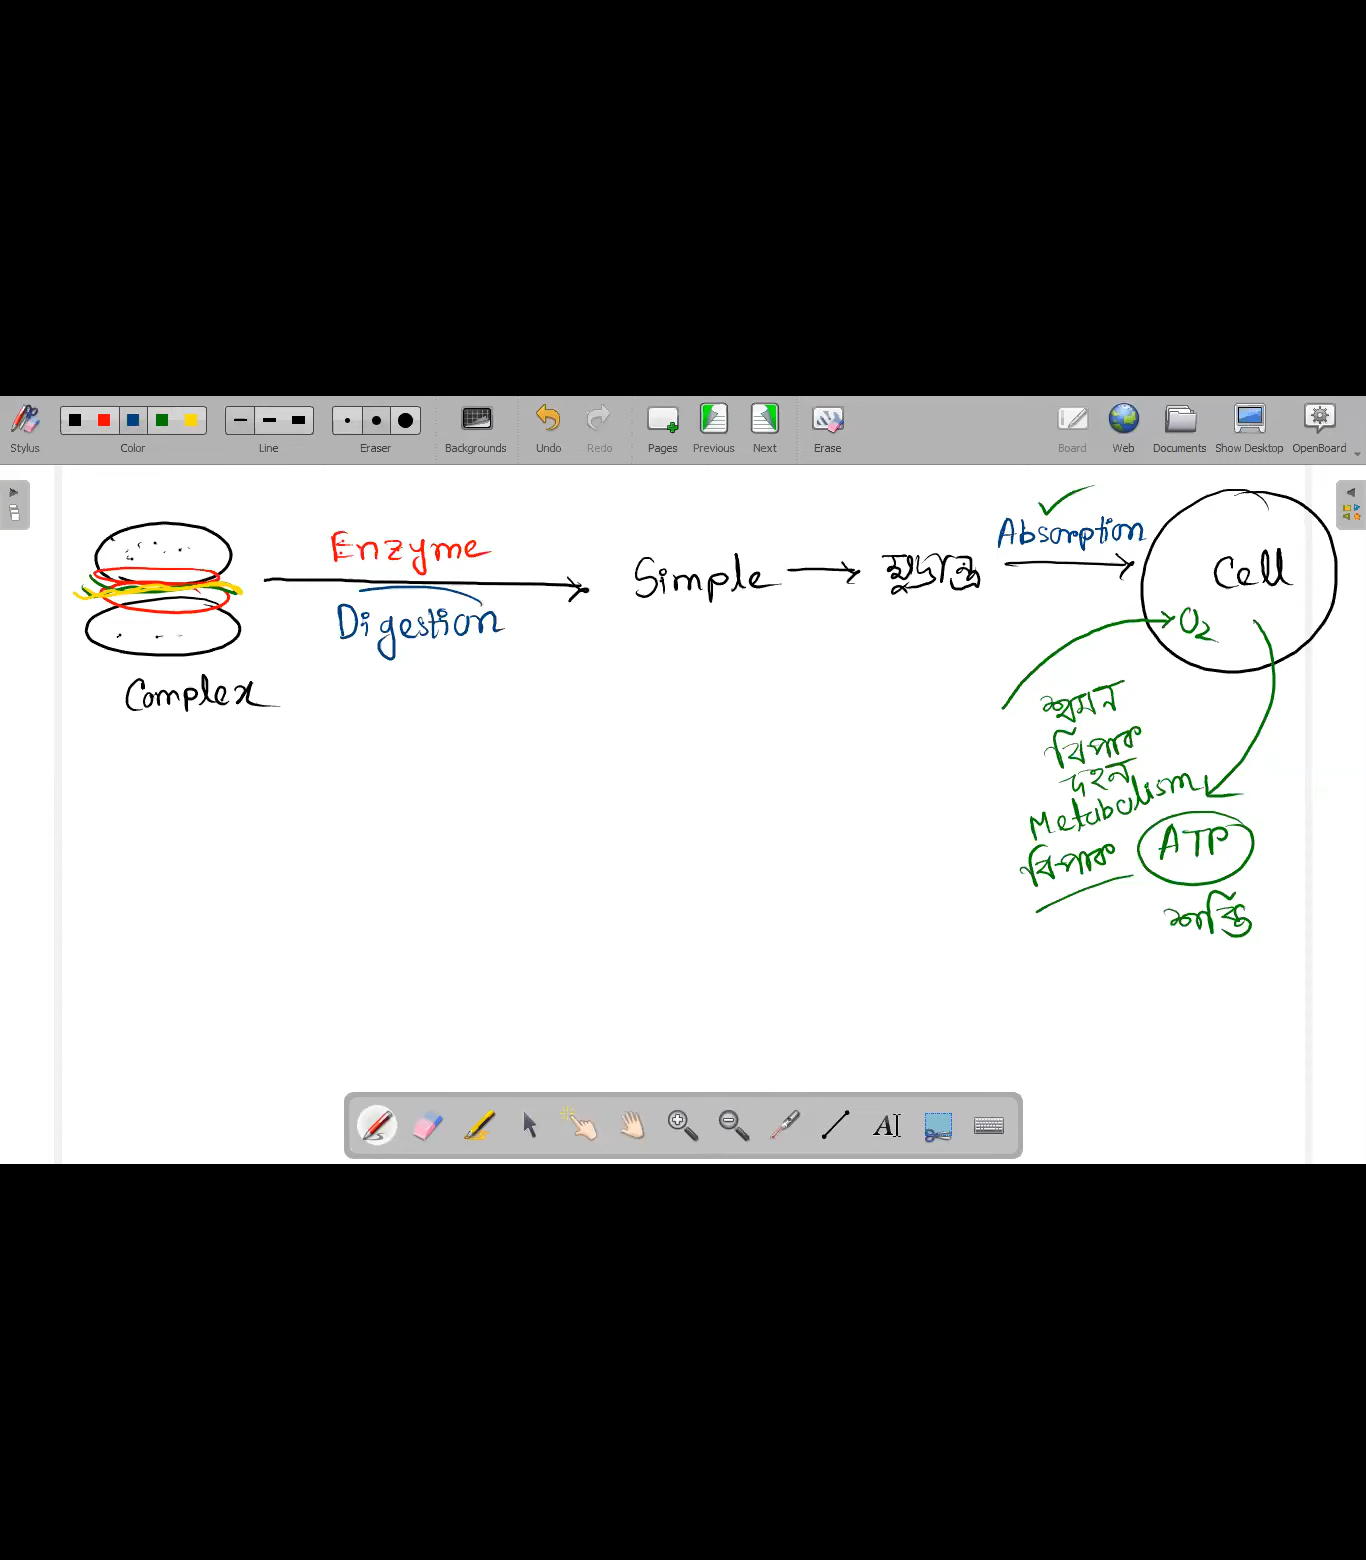 Stylus Color Line Eraser Backgrounds Undo Redo Pages Previous Next Erase Board Web Documents Show Desktop OpenBoard
Absorption
Enzyme
Simple
Cell
Digestion
O₂
Complex
শ্বসন
বিপাক
দহন
Metabolism
বিপাক
ATP
শক্তি
AI